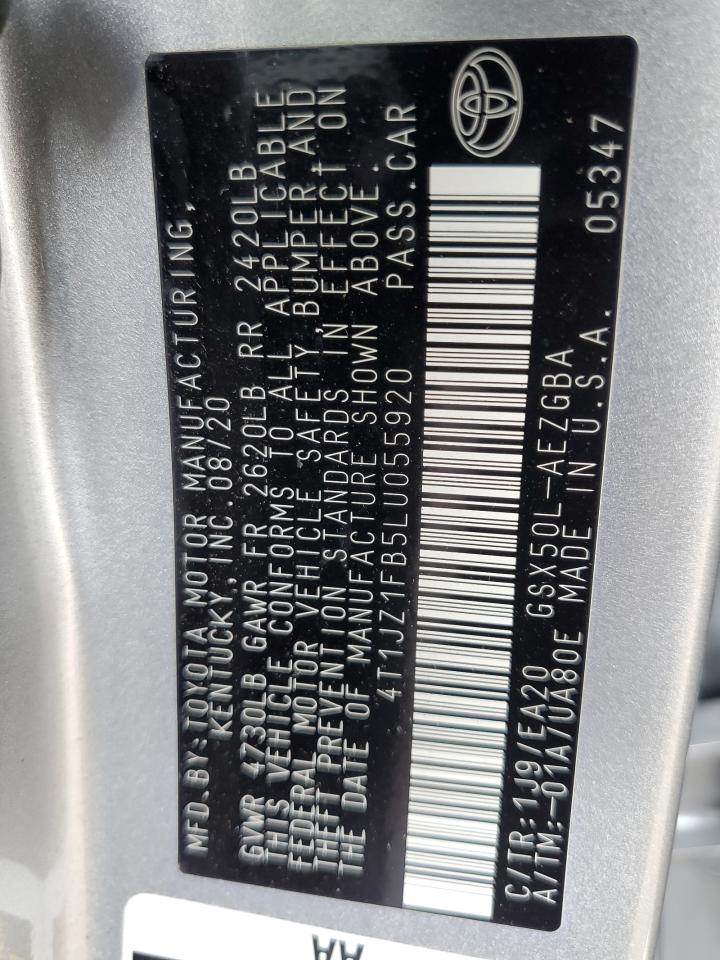 MFD.BY:TOYOTA MOTOR MANUFACTURING,
KENTUCKY, INC.08/20
GVWR 4730LB GAWR FR 2620LB RR 2420LB
THIS VEHICLE CONFORMS TO ALL APPLICABLE
FEDERAL MOTOR VEHICLE SAFETY, BUMPER AND
THEFT PREVENTION STANDARDS IN EFFECT ON
THE DATE OF MANUFACTURE SHOWN ABOVE.
4T1JZ1FB5LU055920 PASS.CAR
C/TR:1J9/EA20 GSX50L-AEZGBA
A/TM:-01A/UA80E MADE IN U.S.A. 05347
AA